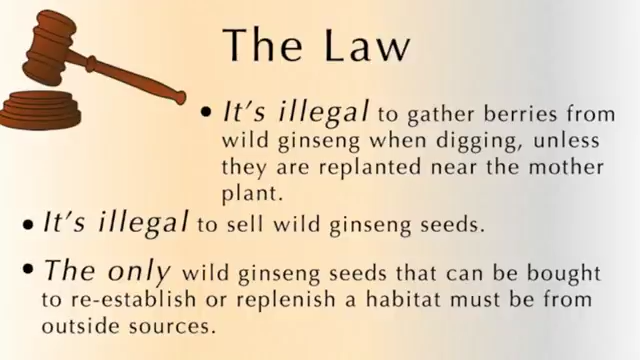 The Law
• It's illegal to gather berries from
wild ginseng when digging, unless
they are replanted near the mother
plant.
• It's illegal to sell wild ginseng seeds.
• The only wild ginseng seeds that can be bought
to re-establish or replenish a habitat must be from
outside sources.